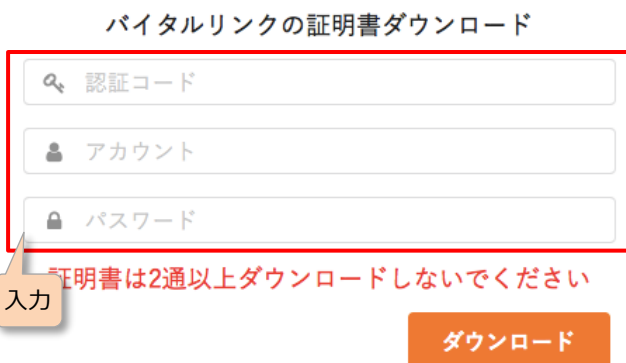 バイタルリンクの証明書ダウンロード
認証コード
アカウント
パスワード
証明書は2通以上ダウンロードしないでください
入力
ダウンロード